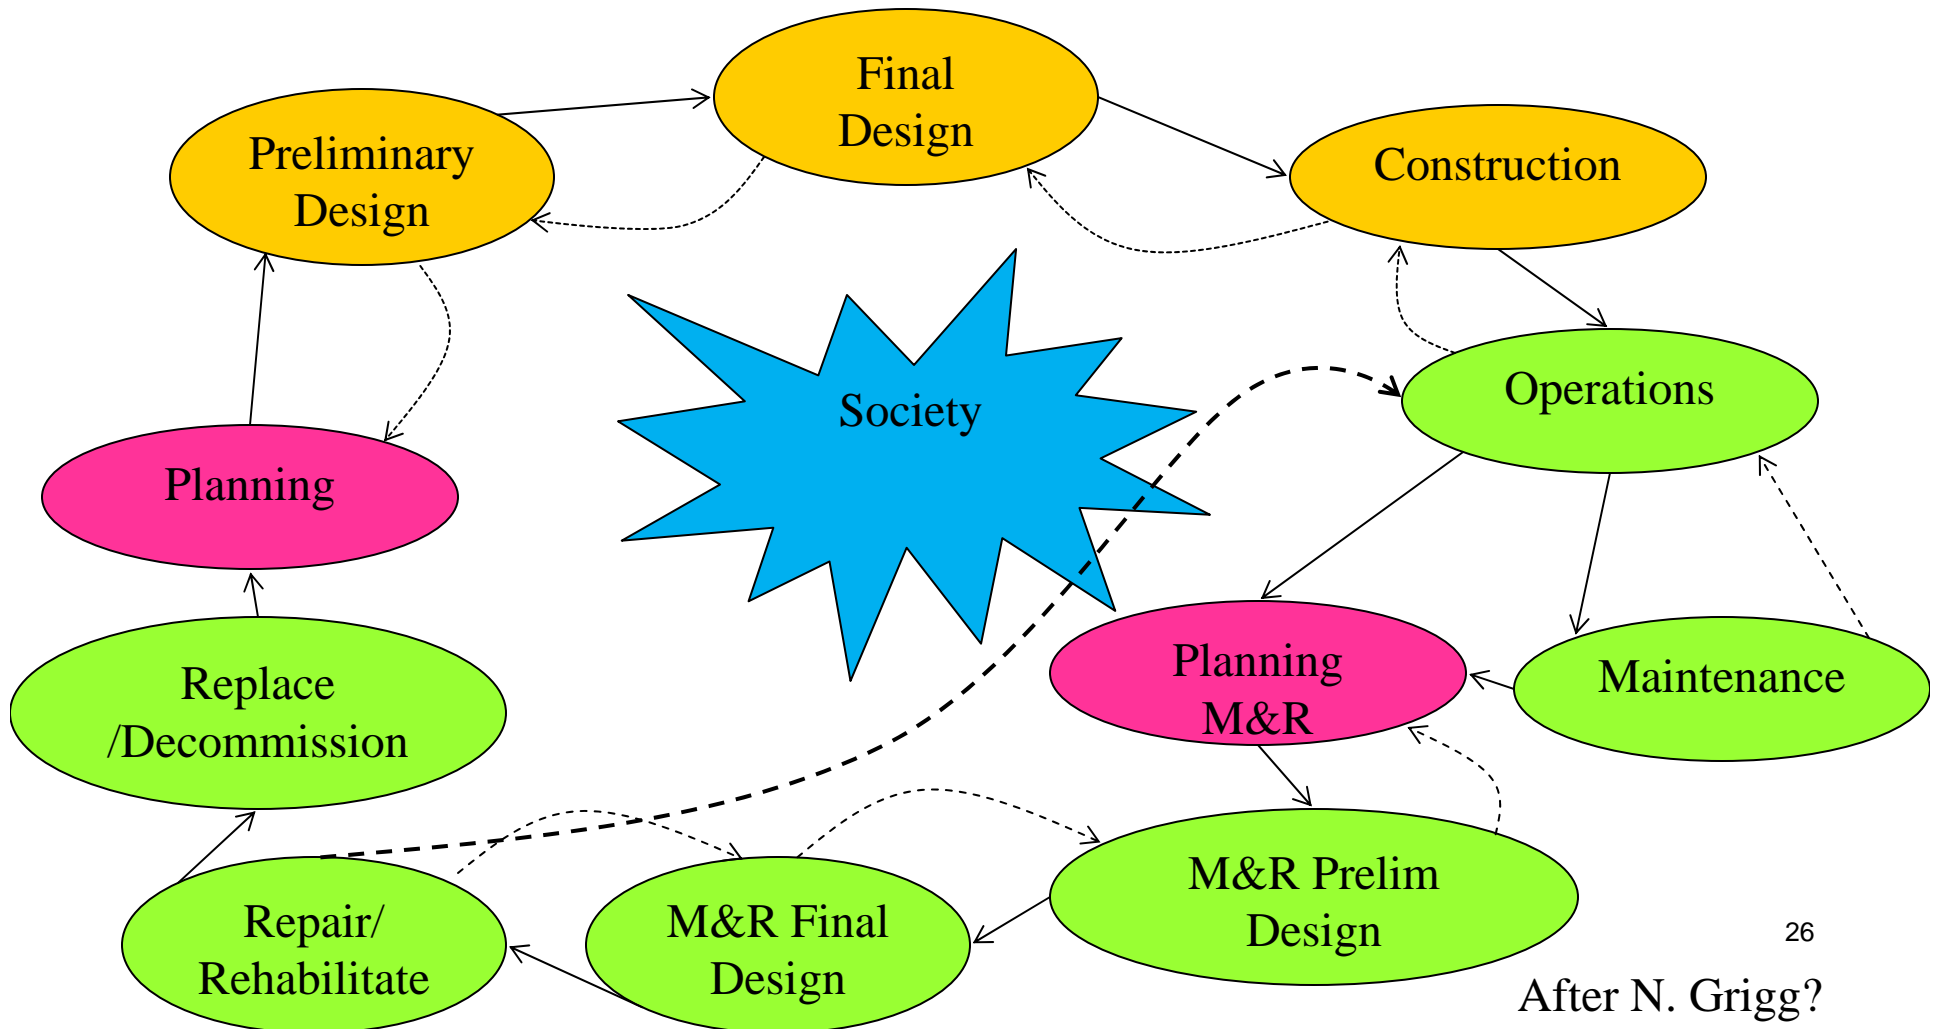 Final
Design
Preliminary
Design
Construction
Operations
Society
Planning
Planning
M&R
Maintenance
Replace
/Decommission
M&R Prelim
Design
M&R Final
Design
Repair/
Rehabilitate
26
After N. Grigg?